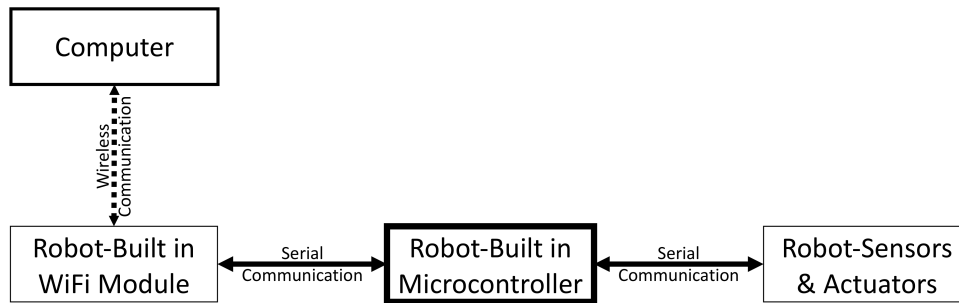 Computer
Wireless
Communication
Robot-Built in
WiFi Module
Serial
Communication
Robot-Built in
Microcontroller
Serial
Communication
Robot-Sensors
& Actuators